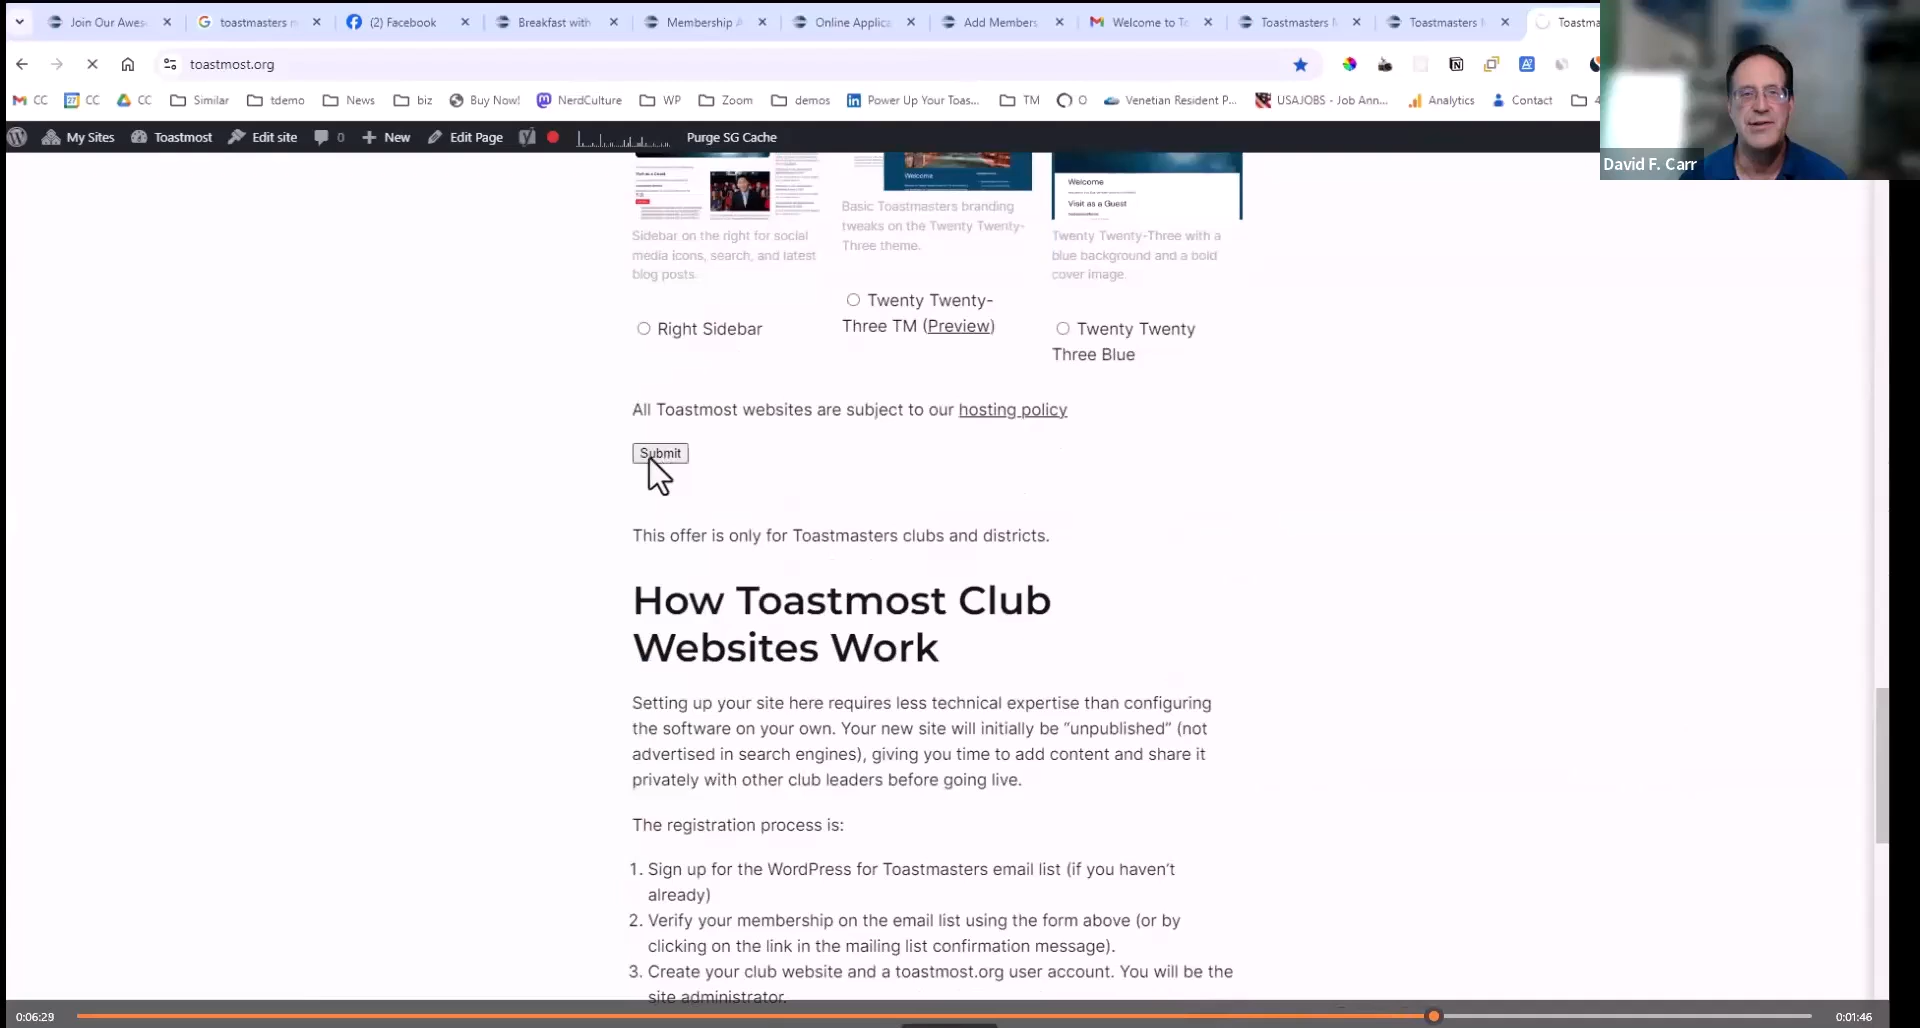 Join Our Awes
toastmasters n
(2) Facebook
Breakfast with
Membership A
Online Applica
Add Members
Welcome to To
Toastmasters
Toastmasters
Toastma
toastmost.org
CC
CC
CC
Similar
tdemo
News
biz
Buy Now!
NerdCulture
WP
Zoom
demos
Power Up Your Toas...
TM
O
Venetian Resident P...
USAJOBS - Job Ann...
Analytics
Contact
4
My Sites
Toastmost
Edit site
0
New
Edit Page
Purge SG Cache
David F. Carr
Welcome
Welcome
Visit as a Guest
Sidebar on the right for social
media icons, search, and latest
blog posts.
Right Sidebar
Basic Toastmasters branding
tweaks on the Twenty Twenty-
Three theme.
Twenty Twenty-
Three TM (Preview)
Twenty Twenty-Three with a
blue background and a bold
cover image.
Twenty Twenty
Three Blue
All Toastmost websites are subject to our hosting policy
Submit
This offer is only for Toastmasters clubs and districts.
How Toastmost Club
Websites Work
Setting up your site here requires less technical expertise than configuring
the software on your own. Your new site will initially be “unpublished” (not
advertised in search engines), giving you time to add content and share it
privately with other club leaders before going live.
The registration process is:
1. Sign up for the WordPress for Toastmasters email list (if you haven’t
already)
2. Verify your membership on the email list using the form above (or by
clicking on the link in the mailing list confirmation message).
3. Create your club website and a toastmost.org user account. You will be the
site administrator.
0:06:29
0:01:46